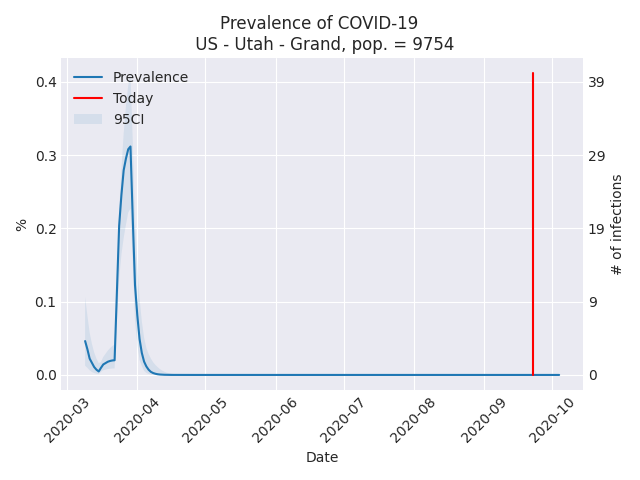 Prevalence of COVID-19
US - Utah - Grand, pop. = 9754
Prevalence
Today
95CI
0.4
0.3
0.2
0.1
0.0
%
39
29
19
9
0
# of infections
2020-03
2020-04
2020-05
2020-06
2020-07
2020-08
2020-09
2020-10
Date